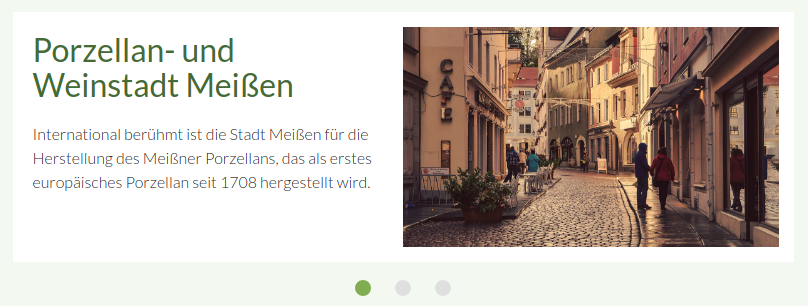 Porzellan- und
Weinstadt Meißen
International berühmt ist die Stadt Meißen für die
Herstellung des Meißner Porzellans, das als erstes
europäisches Porzellan seit 1708 hergestellt wird.
CAFE